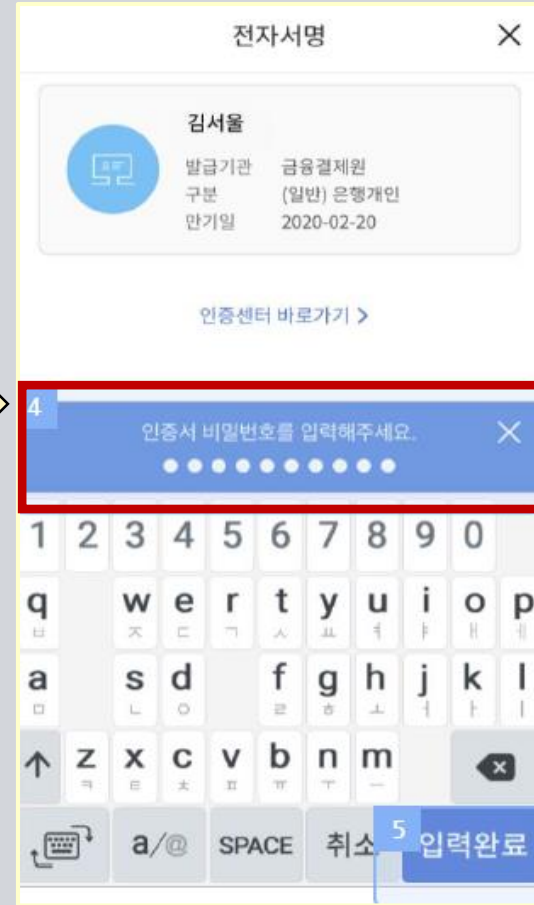 전자서명
김서울
발급기관 금융결제원
구분 (일반) 은행개인
만기일 2020-02-20
인증센터 바로가기 >
4
인증서 비밀번호를 입력해주세요.
1 2 3 4 5 6 7 8 9 0
q w e r t y u i o p
ㅂ ㅈ ㄷ ㄱ ㅅ ㅛ ㅕ ㅑ ㅐ ㅔ
a s d f g h j k l
ㅁ ㄴ ㅇ ㄹ ㅎ ㅗ ㅓ ㅏ ㅣ
z x c v b n m
ㅋ ㅌ ㅊ ㅍ ㅠ ㅜ ㅡ
a/@ SPACE 취소 5 입력완료